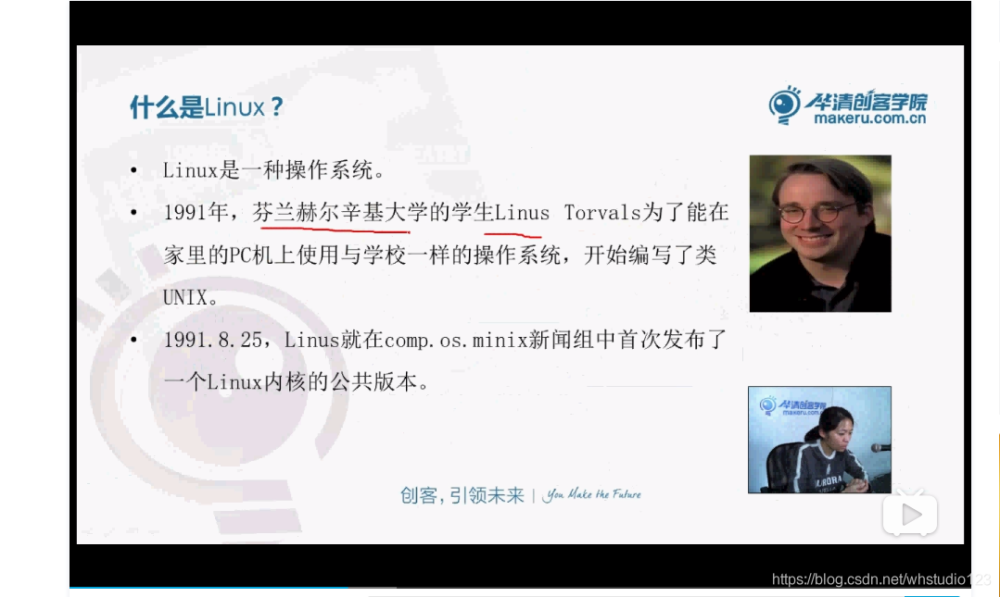 什么是Linux？
华清创客学院
makeru.com.cn
• Linux是一种操作系统。
• 1991年，芬兰赫尔辛基大学的学生Linus Torvals为了能在
家里的PC机上使用与学校一样的操作系统，开始编写了类
UNIX。
• 1991.8.25，Linus就在comp.os.minix新闻组中首次发布了
一个Linux内核的公共版本。
华清创客学院
makeru.com
AURORA
创客，引领未来 | You Make the Future
https://blog.csdn.net/whstudio123